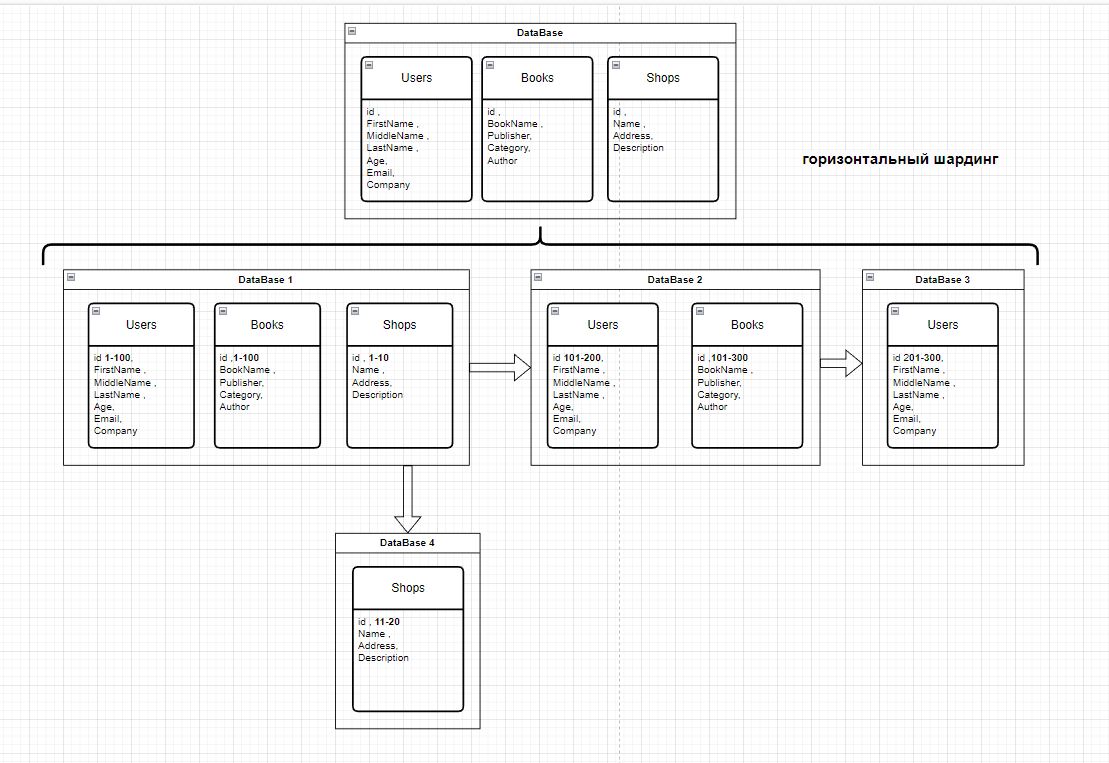 DataBase
Users
id ,
FirstName ,
MiddleName ,
LastName ,
Age,
Email,
Company
Books
id ,
BookName ,
Publisher,
Category,
Author
Shops
id ,
Name ,
Address,
Description
горизонтальный шардинг
DataBase 1
Users
id 1-100,
FirstName ,
MiddleName ,
LastName ,
Age,
Email,
Company
Books
id ,1-100
BookName ,
Publisher,
Category,
Author
Shops
id , 1-10
Name ,
Address,
Description
DataBase 2
Users
id 101-200,
FirstName ,
MiddleName ,
LastName ,
Age,
Email,
Company
Books
id ,101-300
BookName ,
Publisher,
Category,
Author
DataBase 3
Users
id 201-300,
FirstName ,
MiddleName ,
LastName ,
Age,
Email,
Company
DataBase 4
Shops
id , 11-20
Name ,
Address,
Description